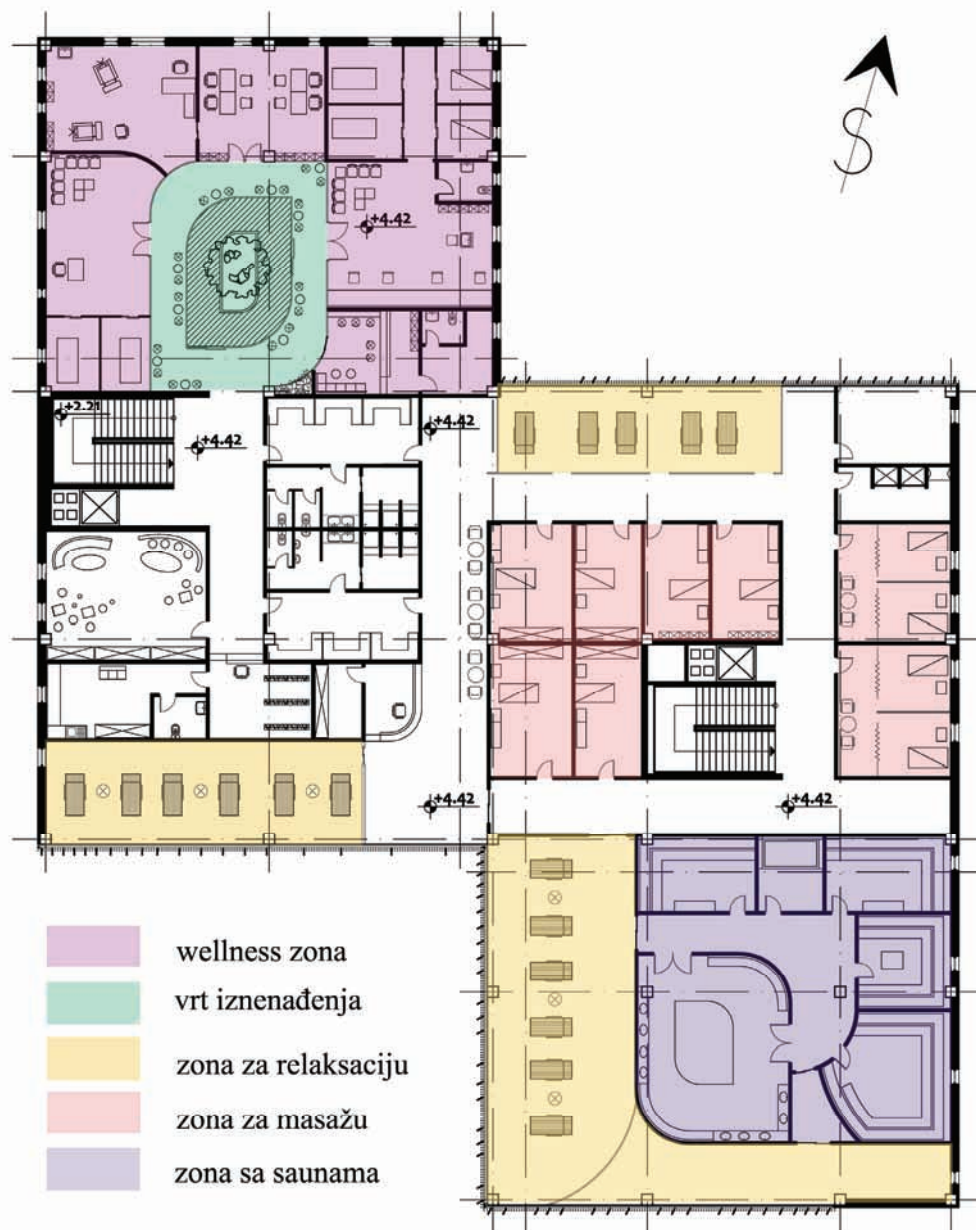 S
+4.42
+2.21
+4.42
+4.42
+4.42
+4.42
wellness zona
vrt iznenađenja
zona za relaksaciju
zona za masažu
zona sa saunama